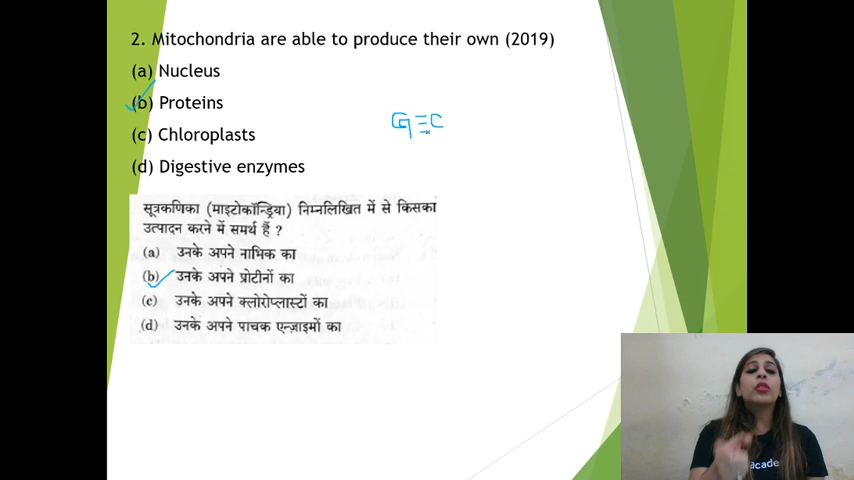 2. Mitochondria are able to produce their own (2019)
(a) Nucleus
(b) Proteins
(c) Chloroplasts
(d) Digestive enzymes
G≡C
सूत्रकणिका (माइटोकॉन्ड्रिया) निम्नलिखित में से किसका
उत्पादन करने में समर्थ हैं ?
(a) उनके अपने नाभिक का
(b) उनके अपने प्रोटीनों का
(c) उनके अपने क्लोरोप्लास्टों का
(d) उनके अपने पाचक एन्ज़ाइमों का
acade